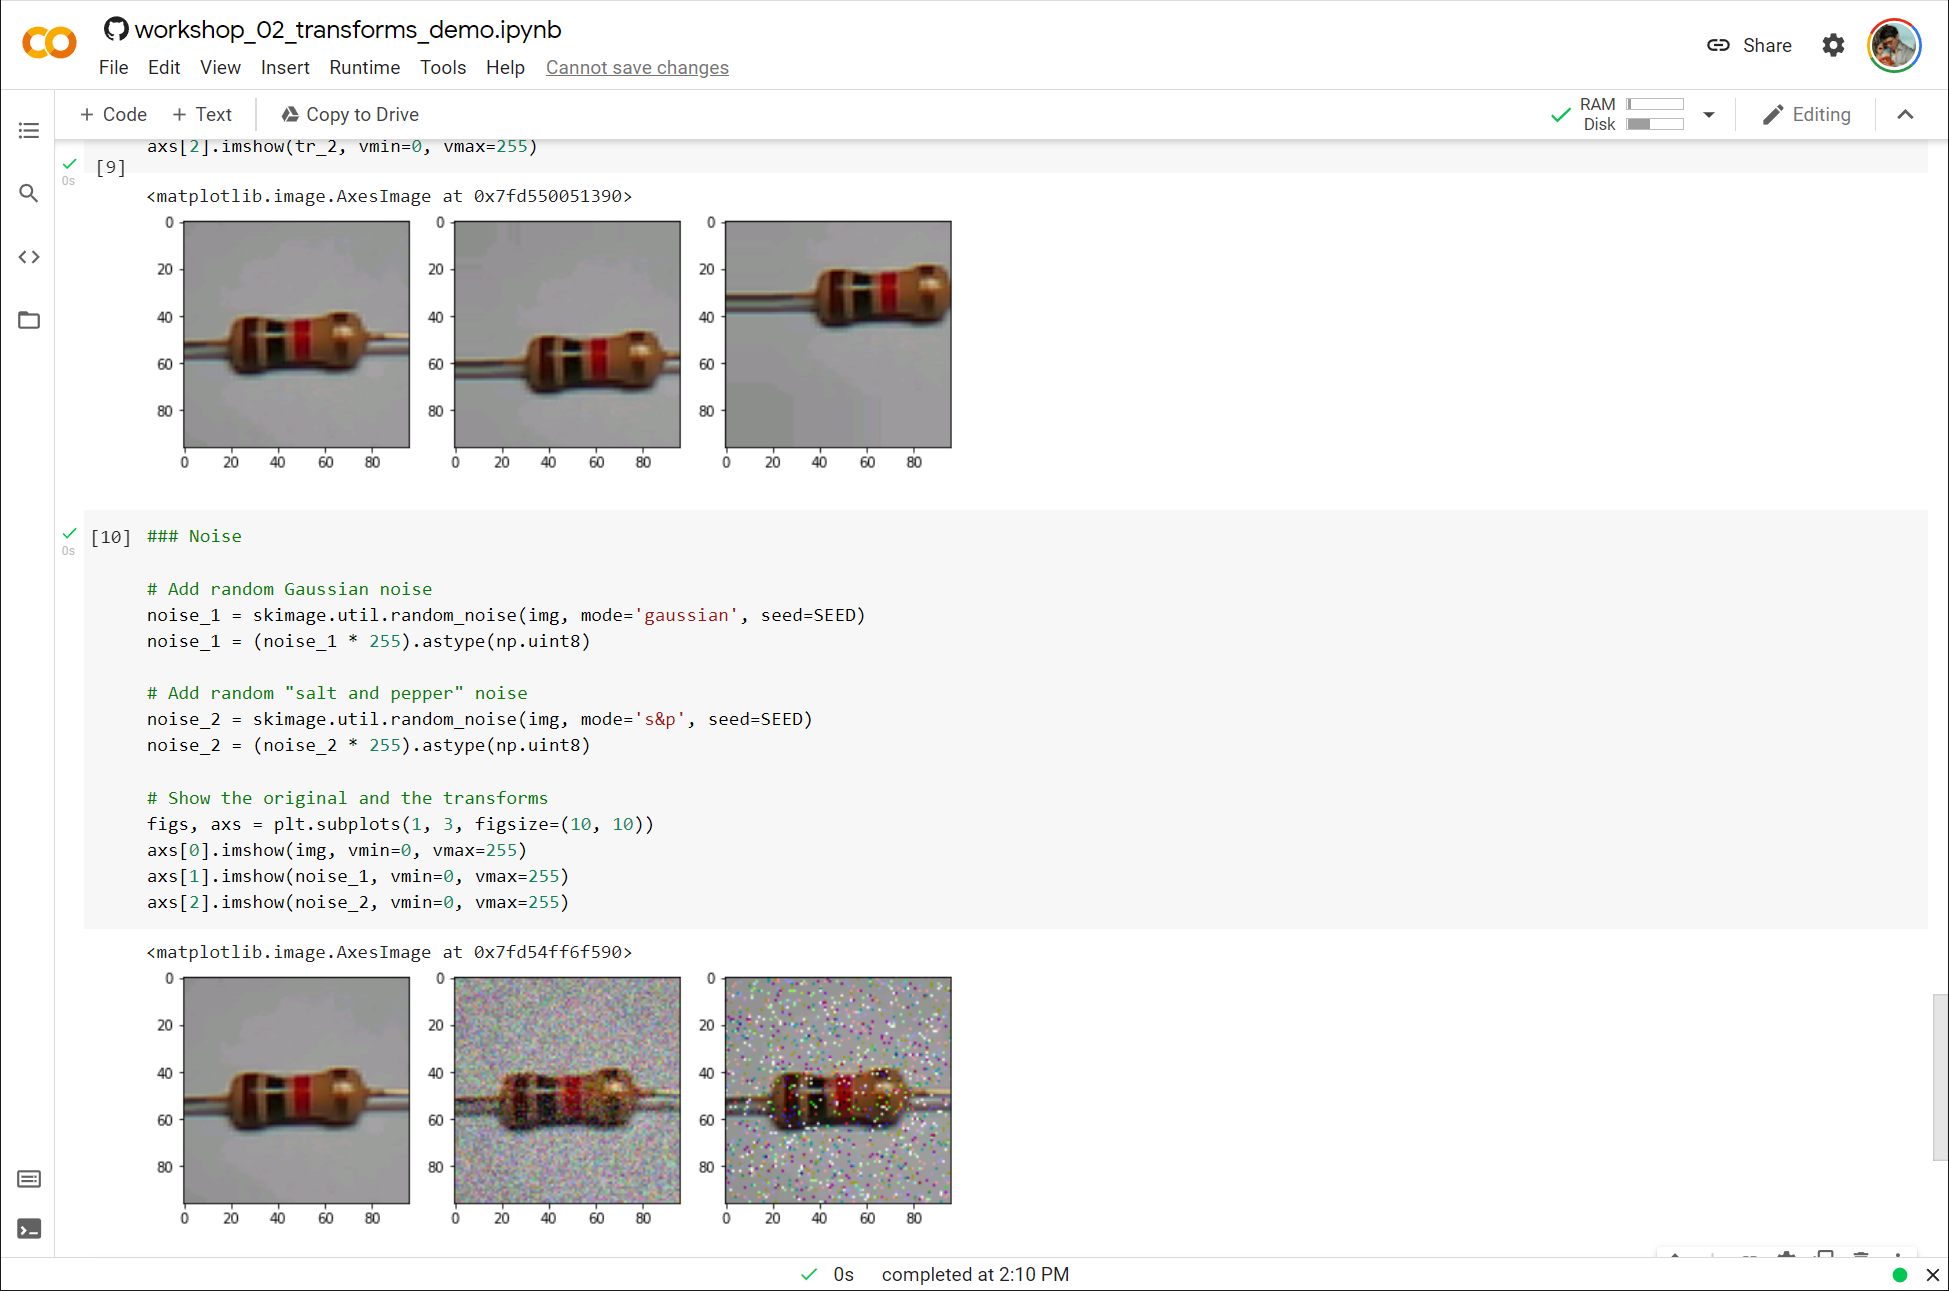 workshop_02_transforms_demo.ipynb
File Edit View Insert Runtime Tools Help Cannot save changes
Share
+ Code + Text Copy to Drive
RAM
Disk
Editing
axs[2].imshow(tr_2, vmin=0, vmax=255)
[9]
0s
<matplotlib.image.AxesImage at 0x7fd550051390>
0 20 40 60 80
0 20 40 60 80
0 20 40 60 80
0 20 40 60 80
0 20 40 60 80
0 20 40 60 80
[10] ### Noise
0s
# Add random Gaussian noise
noise_1 = skimage.util.random_noise(img, mode='gaussian', seed=SEED)
noise_1 = (noise_1 * 255).astype(np.uint8)
# Add random "salt and pepper" noise
noise_2 = skimage.util.random_noise(img, mode='s&p', seed=SEED)
noise_2 = (noise_2 * 255).astype(np.uint8)
# Show the original and the transforms
figs, axs = plt.subplots(1, 3, figsize=(10, 10))
axs[0].imshow(img, vmin=0, vmax=255)
axs[1].imshow(noise_1, vmin=0, vmax=255)
axs[2].imshow(noise_2, vmin=0, vmax=255)
<matplotlib.image.AxesImage at 0x7fd54ff6f590>
0 20 40 60 80
0 20 40 60 80
0 20 40 60 80
0 20 40 60 80
0 20 40 60 80
0 20 40 60 80
0s completed at 2:10 PM